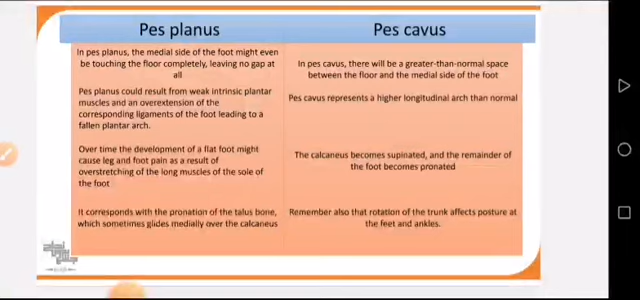 Pes planus
Pes cavus
In pes planus, the medial side of the foot might even
be touching the floor completely, leaving no gap at
all
In pes cavus, there will be a greater-than-normal space
between the floor and the medial side of the foot
Pes planus could result from weak intrinsic plantar
muscles and an overextension of the
corresponding ligaments of the foot leading to a
fallen plantar arch.
Pes cavus represents a higher longitudinal arch than normal
Over time the development of a flat foot might
cause leg and foot pain as a result of
overstretching of the long muscles of the sole of
the foot
The calcaneus becomes supinated, and the remainder of
the foot becomes pronated
It corresponds with the pronation of the talus bone,
which sometimes glides medially over the calcaneus
Remember also that rotation of the trunk affects posture at
the feet and ankles.